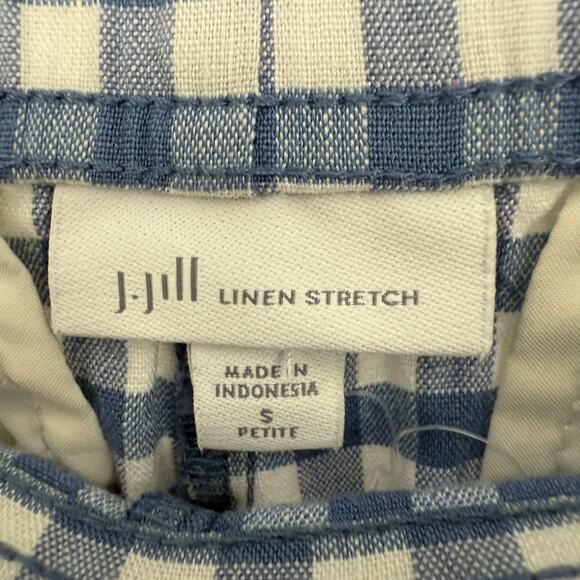 J.Jill LINEN STRETCH
MADE IN
INDONESIA
S
PETITE